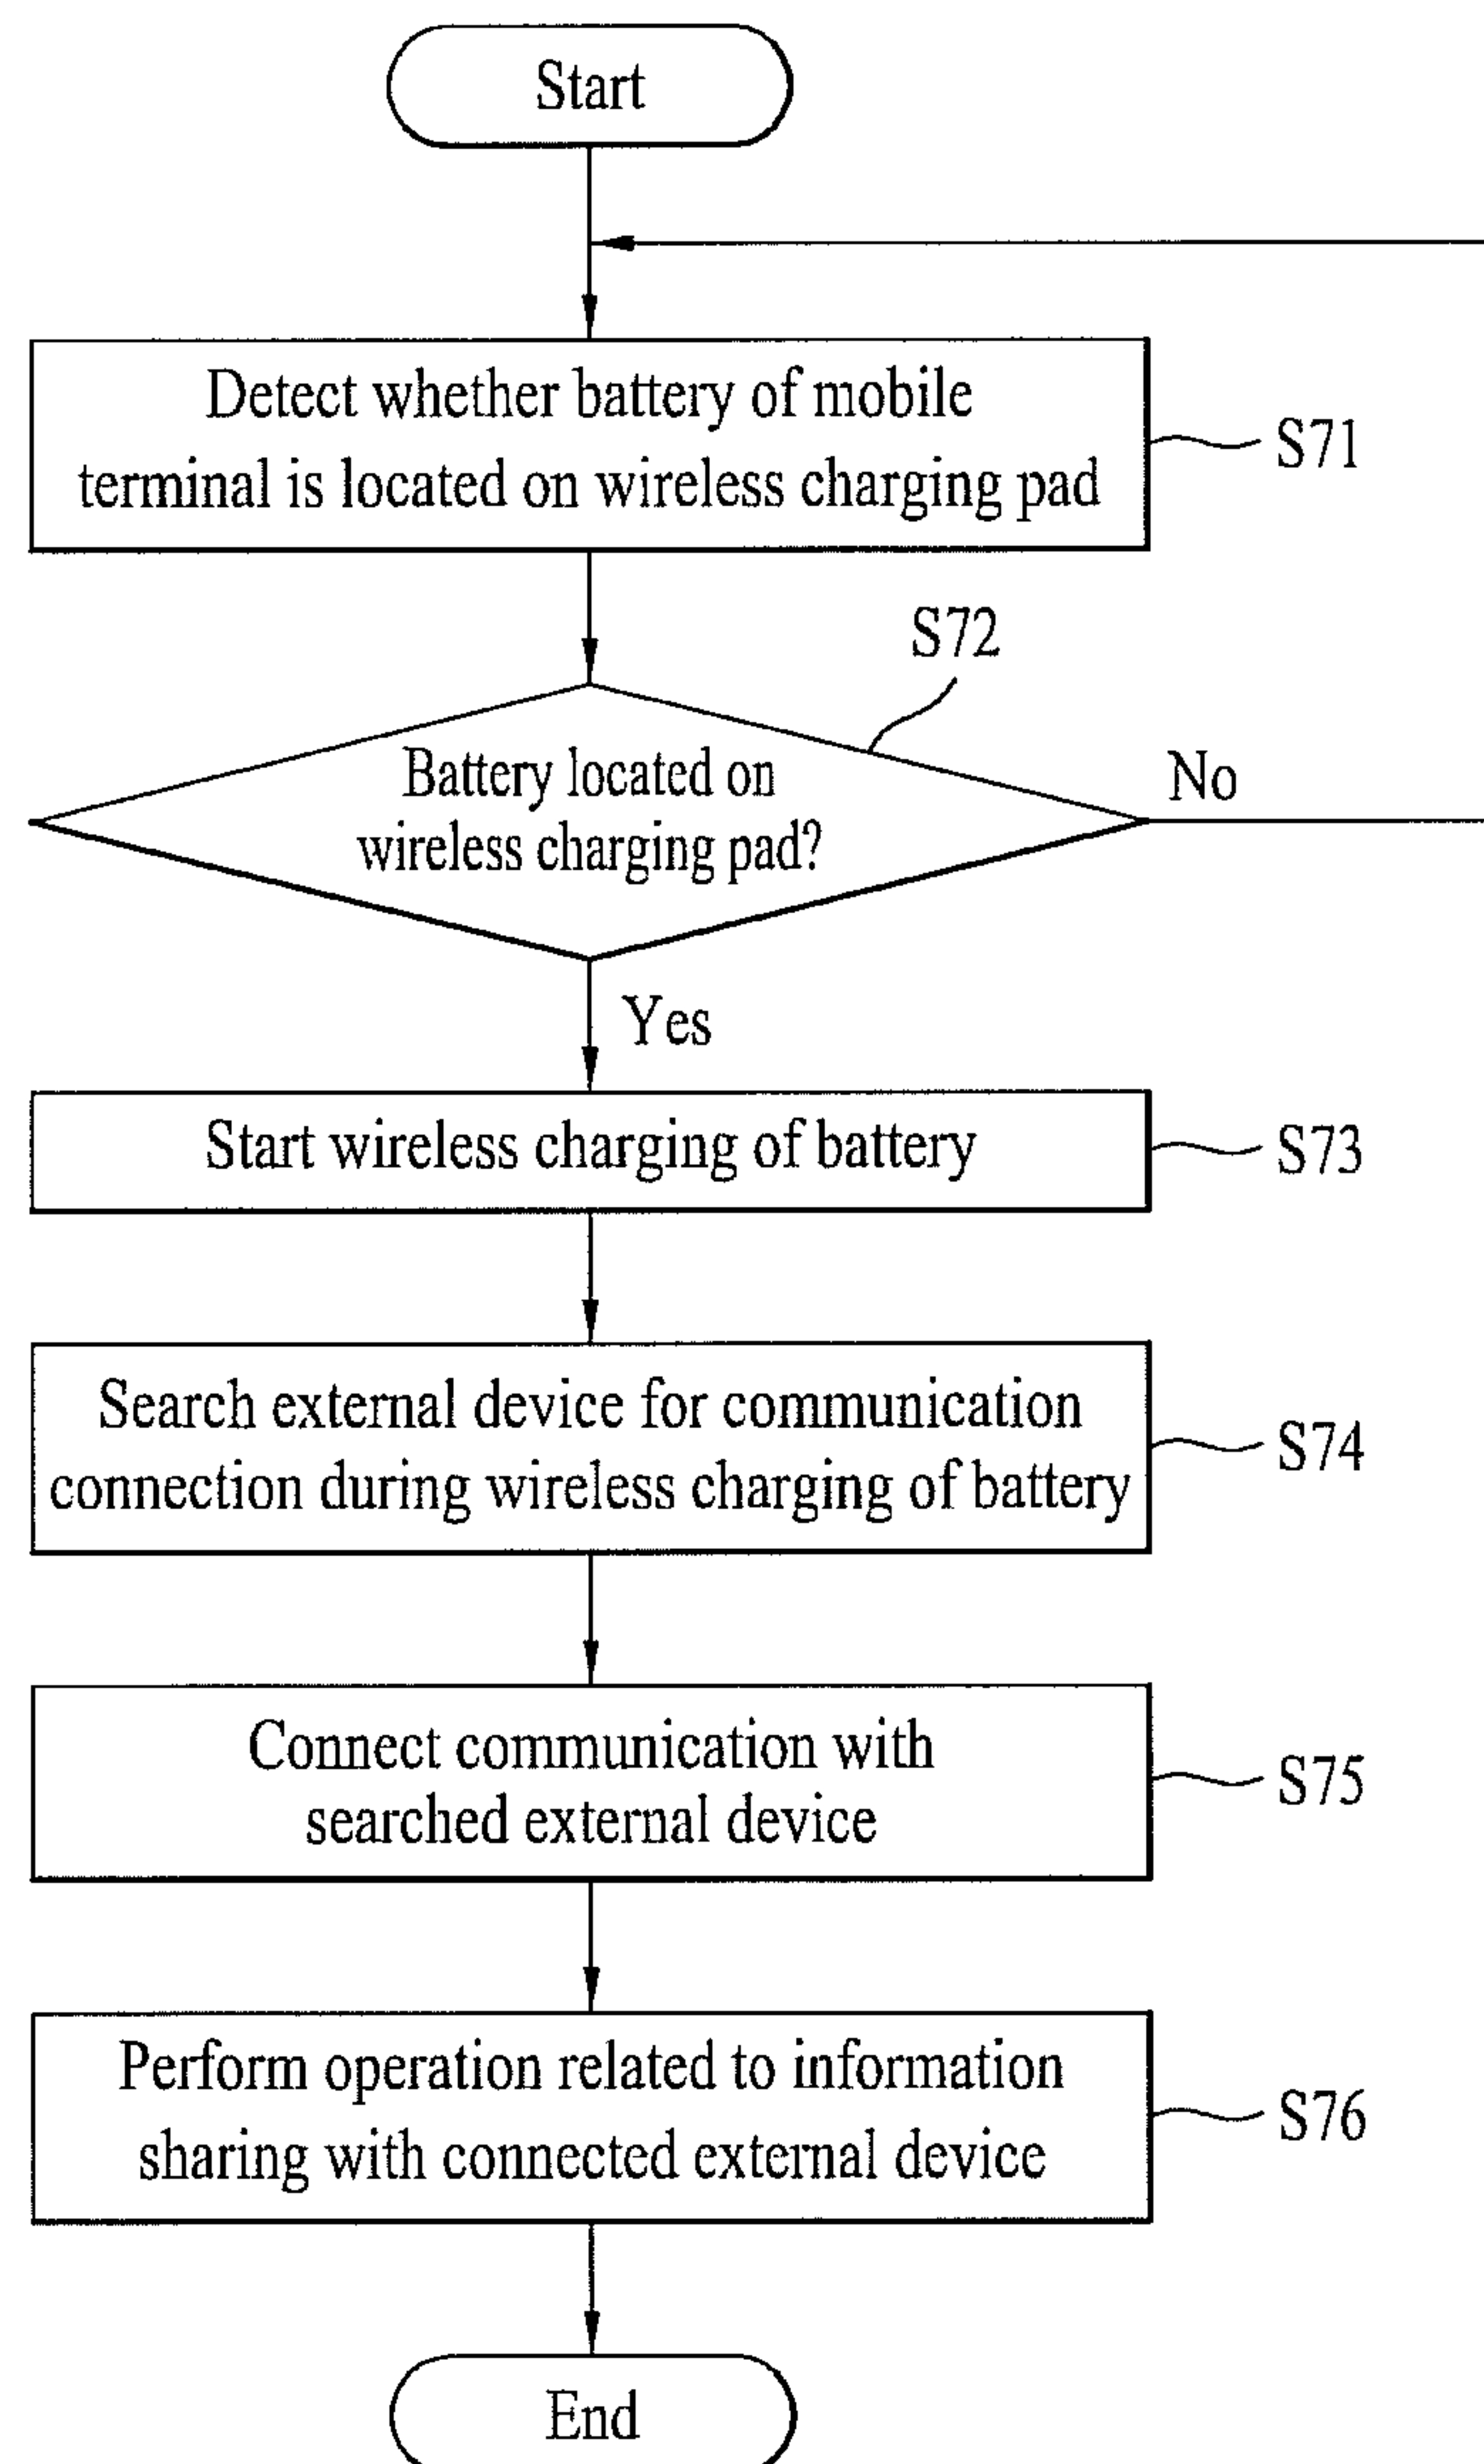 Start
Detect whether battery of mobile
terminal is located on wireless charging pad
S71
S72
Battery located on
wireless charging pad?
No
Yes
Start wireless charging of battery
S73
Search external device for communication
connection during wireless charging of battery
S74
Connect communication with
searched external device
S75
Perform operation related to information
sharing with connected external device
S76
End